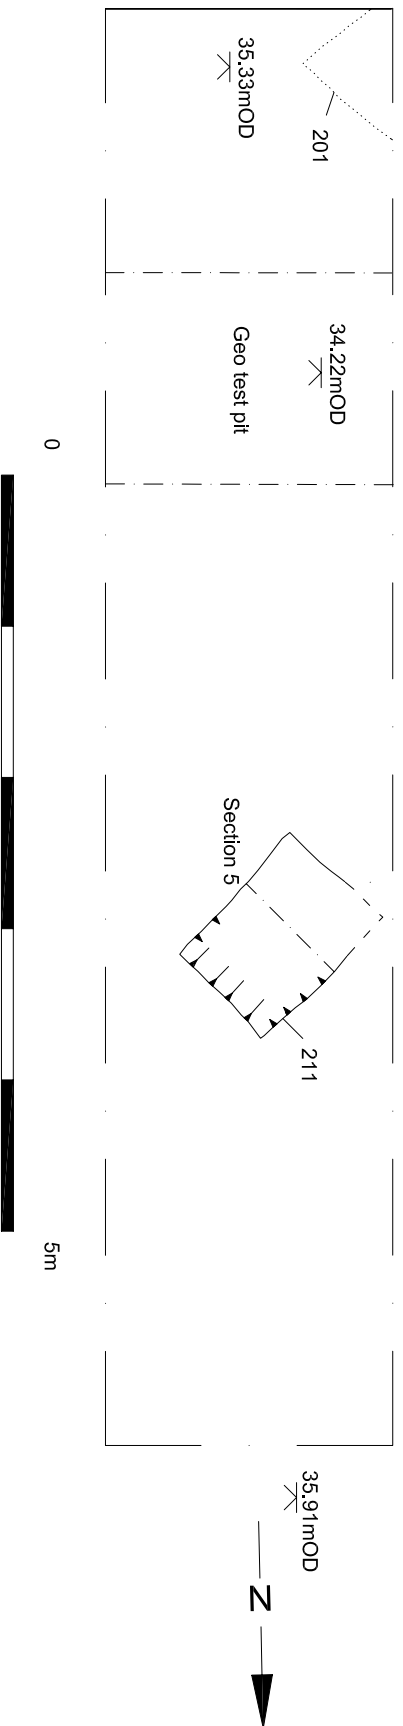 35.33mOD
201
34.22mOD
Geo test pit
0
Section 5
211
5m
35.91mOD
N